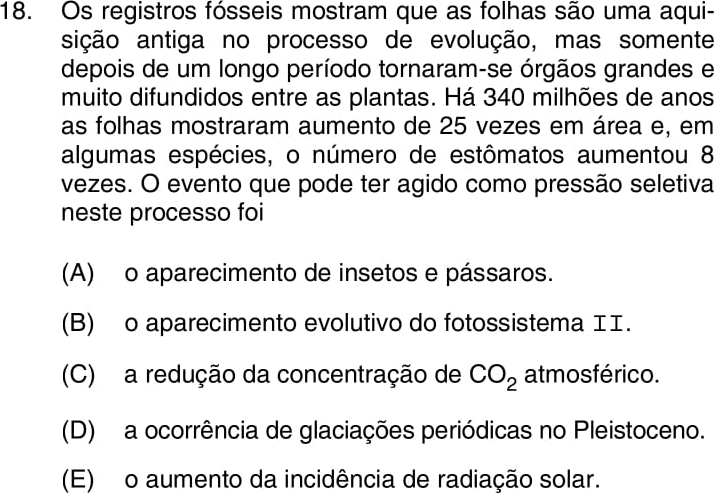 18. Os registros fósseis mostram que as folhas são uma aqui-
sição antiga no processo de evolução, mas somente
depois de um longo período tornaram-se órgãos grandes e
muito difundidos entre as plantas. Há 340 milhões de anos
as folhas mostraram aumento de 25 vezes em área e, em
algumas espécies, o número de estômatos aumentou 8
vezes. O evento que pode ter agido como pressão seletiva
neste processo foi
(A) o aparecimento de insetos e pássaros.
(B) o aparecimento evolutivo do fotossistema II.
(C) a redução da concentração de CO2 atmosférico.
(D) a ocorrência de glaciações periódicas no Pleistoceno.
(E) o aumento da incidência de radiação solar.